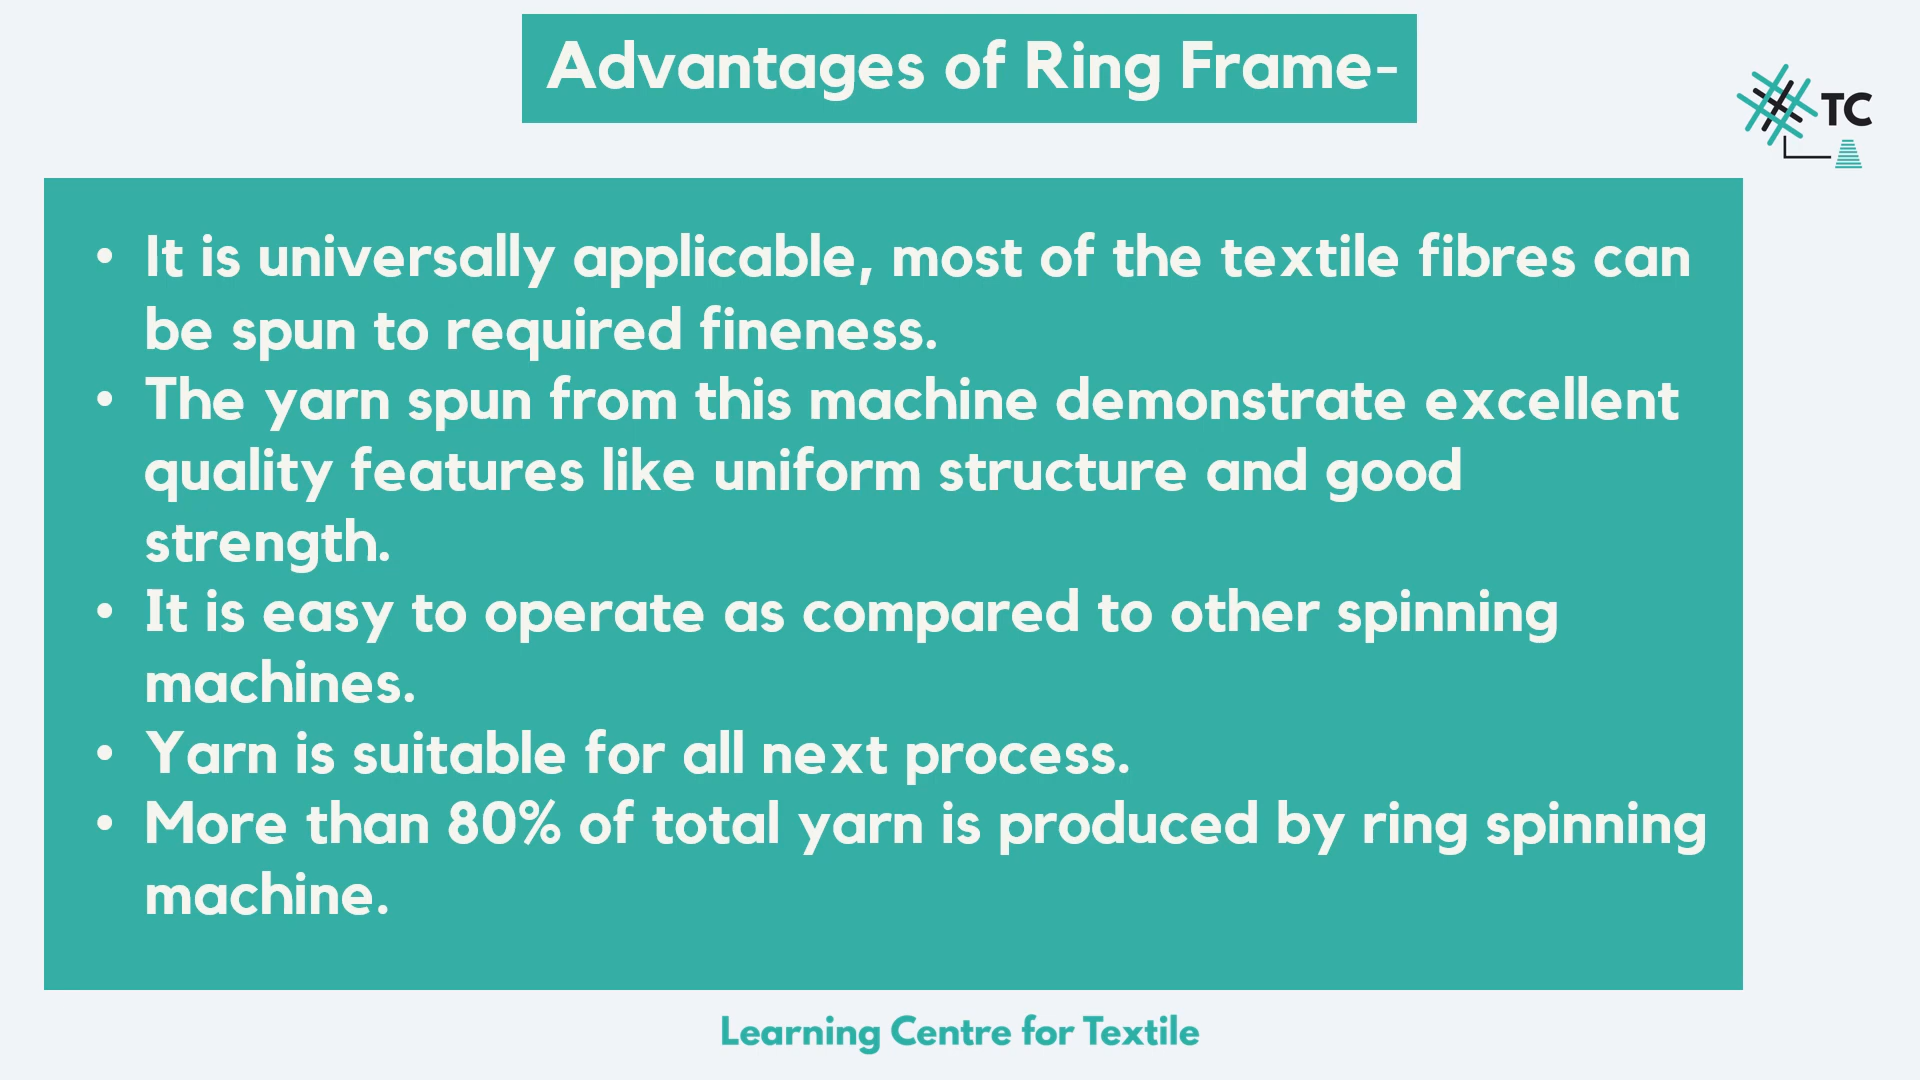 Advantages of Ring Frame-
TC
• It is universally applicable, most of the textile fibres can
be spun to required fineness.
• The yarn spun from this machine demonstrate excellent
quality features like uniform structure and good
strength.
• It is easy to operate as compared to other spinning
machines.
• Yarn is suitable for all next process.
• More than 80% of total yarn is produced by ring spinning
machine.
Learning Centre for Textile